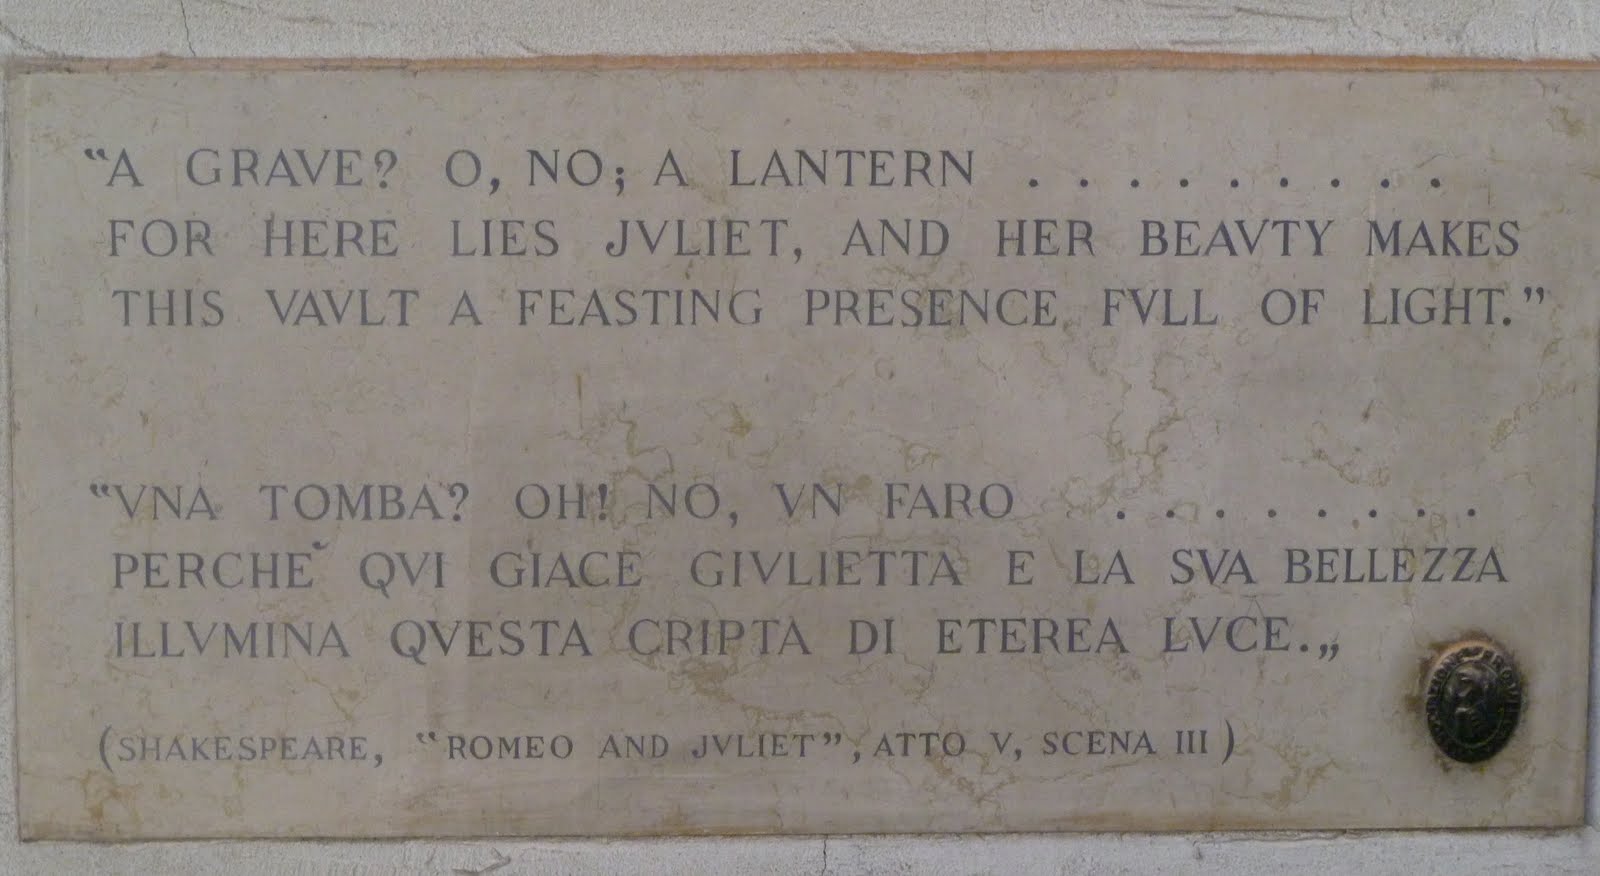 “A GRAVE? O, NO; A LANTERN . . . . . . . . .
FOR HERE LIES JVLIET, AND HER BEAVTY MAKES
THIS VAVLT A FEASTING PRESENCE FVLL OF LIGHT.”
“VNA TOMBA? OH! NO, VN FARO . . . . . . . .
PERCHE` QVI GIACE GIVLIETTA E LA SVA BELLEZZA
ILLVMINA QVESTA CRIPTA DI ETEREA LVCE.„
(SHAKESPEARE, “ROMEO AND JVLIET”, ATTO V, SCENA III)